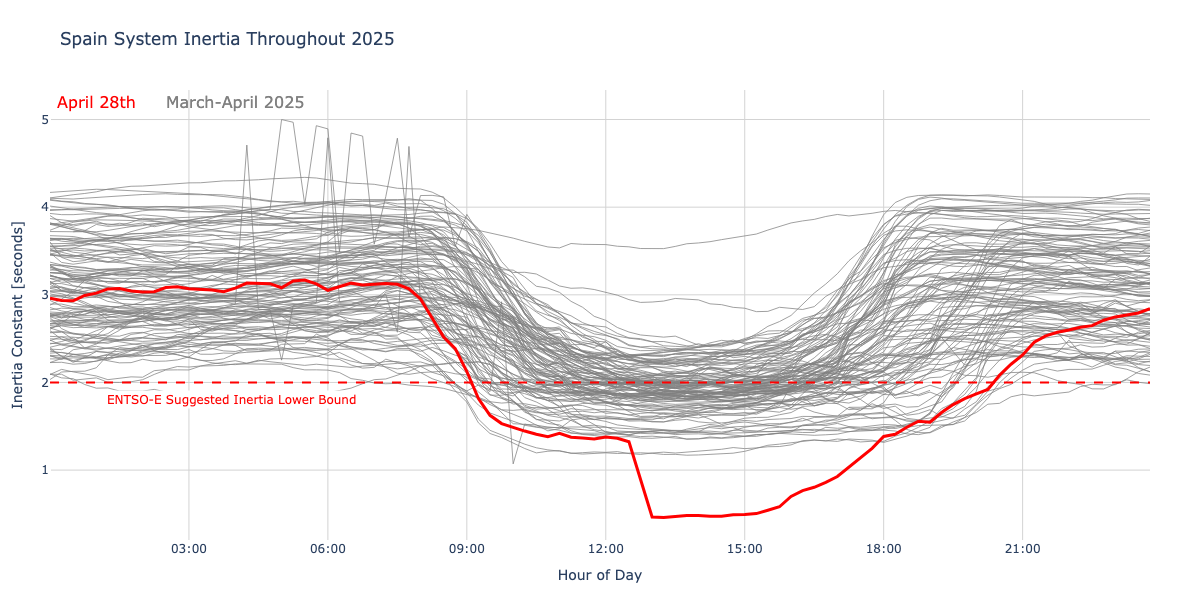 Spain System Inertia Throughout 2025
April 28th March-April 2025
5
4
3
2
1
Inertia Constant [seconds]
ENTSO-E Suggested Inertia Lower Bound
03:00 06:00 09:00 12:00 15:00 18:00 21:00
Hour of Day